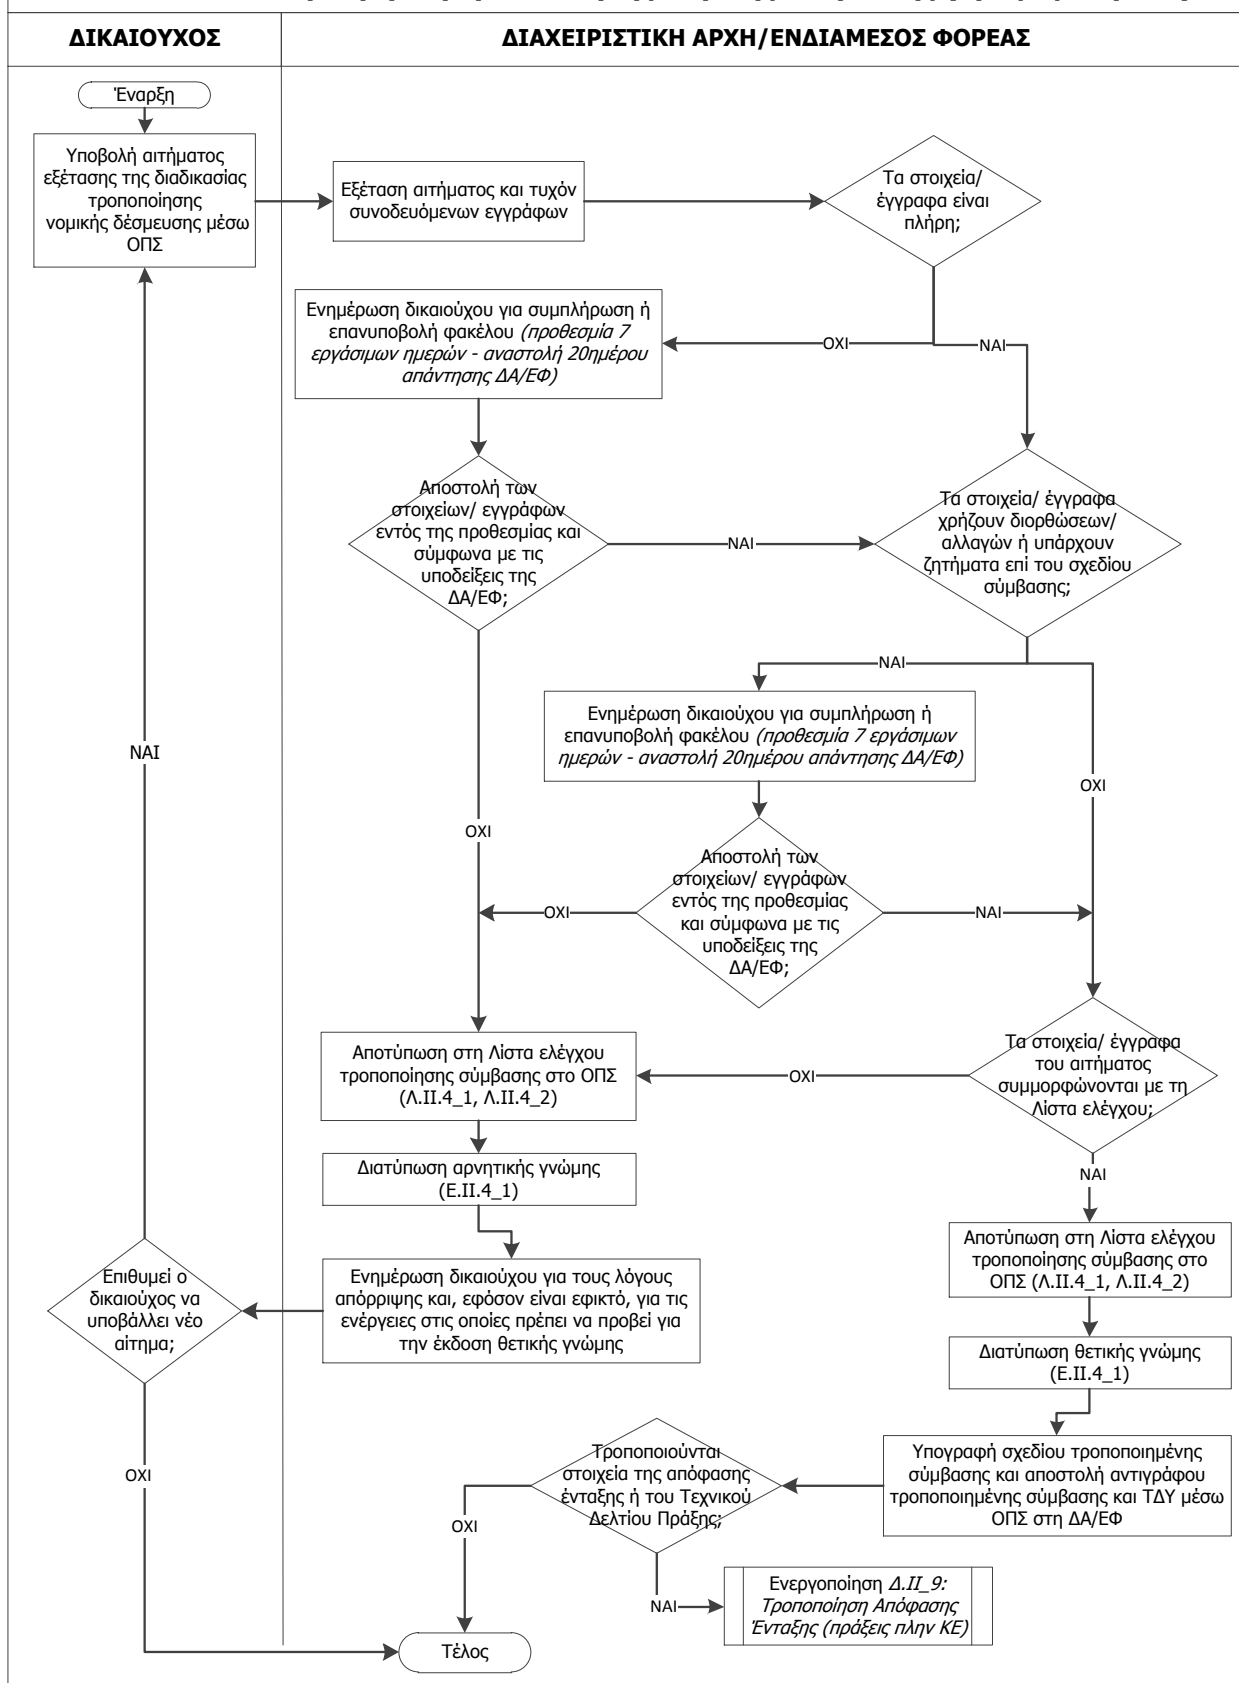 ΔΙΚΑΙΟΥΧΟΣ
ΔΙΑΧΕΙΡΙΣΤΙΚΗ ΑΡΧΗ/ΕΝΔΙΑΜΕΣΟΣ ΦΟΡΕΑΣ
Έναρξη
Υποβολή αιτήματος
εξέτασης της διαδικασίας
τροποποίησης
νομικής δέσμευσης μέσω
ΟΠΣ
Εξέταση αιτήματος και τυχόν
συνοδευόμενων εγγράφων
Τα στοιχεία/
έγγραφα είναι
πλήρη;
Ενημέρωση δικαιούχου για συμπλήρωση ή
επανυποβολή φακέλου (προθεσμία 7
εργάσιμων ημερών - αναστολή 20ημέρου
απάντησης ΔΑ/ΕΦ)
ΟΧΙ
ΝΑΙ
Αποστολή των
στοιχείων/ εγγράφων
εντός της προθεσμίας και
σύμφωνα με τις
υποδείξεις της
ΔΑ/ΕΦ;
ΝΑΙ
Τα στοιχεία/ έγγραφα
χρήζουν διορθώσεων/
αλλαγών ή υπάρχουν
ζητήματα επί του σχεδίου
σύμβασης;
ΝΑΙ
Ενημέρωση δικαιούχου για συμπλήρωση ή
επανυποβολή φακέλου (προθεσμία 7 εργάσιμων
ημερών - αναστολή 20ημέρου απάντησης ΔΑ/ΕΦ)
ΝΑΙ
ΟΧΙ
ΟΧΙ
Αποστολή των
στοιχείων/ εγγράφων
εντός της προθεσμίας
και σύμφωνα με τις
υποδείξεις της
ΔΑ/ΕΦ;
ΟΧΙ
ΝΑΙ
Αποτύπωση στη Λίστα ελέγχου
τροποποίησης σύμβασης στο ΟΠΣ
(Λ.ΙΙ.4_1, Λ.ΙΙ.4_2)
ΟΧΙ
Τα στοιχεία/ έγγραφα
του αιτήματος
συμμορφώνονται με τη
Λίστα ελέγχου;
Διατύπωση αρνητικής γνώμης
(Ε.ΙΙ.4_1)
ΝΑΙ
Αποτύπωση στη Λίστα ελέγχου
τροποποίησης σύμβασης στο
ΟΠΣ (Λ.ΙΙ.4_1, Λ.ΙΙ.4_2)
Επιθυμεί ο
δικαιούχος να
υποβάλλει νέο
αίτημα;
Ενημέρωση δικαιούχου για τους λόγους
απόρριψης και, εφόσον είναι εφικτό, για τις
ενέργειες στις οποίες πρέπει να προβεί για
την έκδοση θετικής γνώμης
Διατύπωση θετικής γνώμης
(Ε.ΙΙ.4_1)
Τροποποιούνται
στοιχεία της απόφασης
ένταξης ή του Τεχνικού
Δελτίου Πράξης;
Υπογραφή σχεδίου τροποποιημένης
σύμβασης και αποστολή αντιγράφου
τροποποιημένης σύμβασης και ΤΔΥ μέσω
ΟΠΣ στη ΔΑ/ΕΦ
ΟΧΙ
ΟΧΙ
ΝΑΙ
Ενεργοποίηση Δ.ΙΙ_9:
Τροποποίηση Απόφασης
Ένταξης (πράξεις πλην ΚΕ)
Τέλος